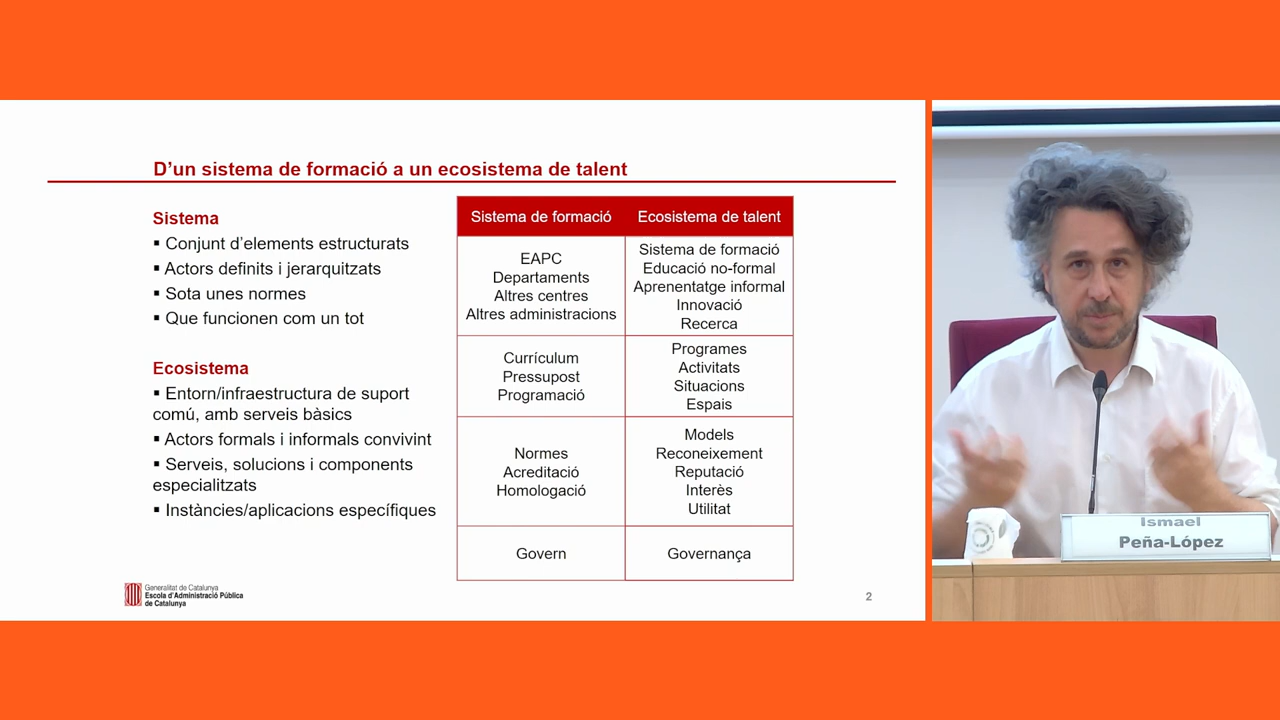 D'un sistema de formació a un ecosistema de talent
Sistema
▪ Conjunt d'elements estructurats
▪ Actors definits i jerarquitzats
▪ Sota unes normes
▪ Que funcionen com un tot
Ecosistema
▪ Entorn/infraestructura de suport
comú, amb serveis bàsics
▪ Actors formals i informals convivint
▪ Serveis, solucions i components
especialitzats
▪ Instàncies/aplicacions específiques
Sistema de formació
Ecosistema de talent
EAPC
Departaments
Altres centres
Altres administracions
Sistema de formació
Educació no-formal
Aprenentatge informal
Innovació
Recerca
Currículum
Pressupost
Programació
Programes
Activitats
Situacions
Espais
Normes
Acreditació
Homologació
Models
Reconeixement
Reputació
Interès
Utilitat
Govern
Governança
Generalitat de Catalunya
Escola d'Administració Pública
de Catalunya
2
Ismael
Peña-López